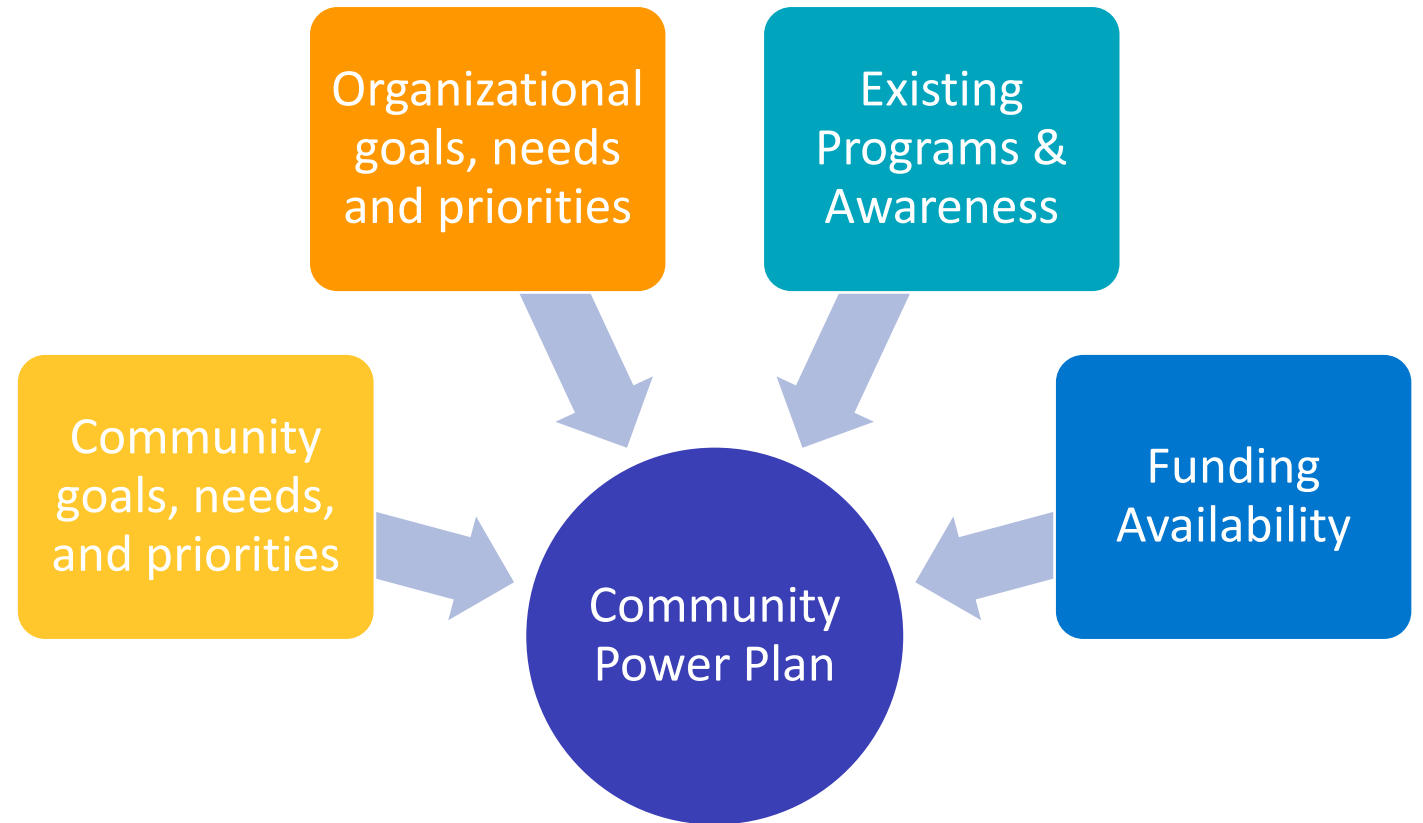 Organizational
goals, needs
and priorities
Existing
Programs &
Awareness
Community
goals, needs,
and priorities
Funding
Availability
Community
Power Plan